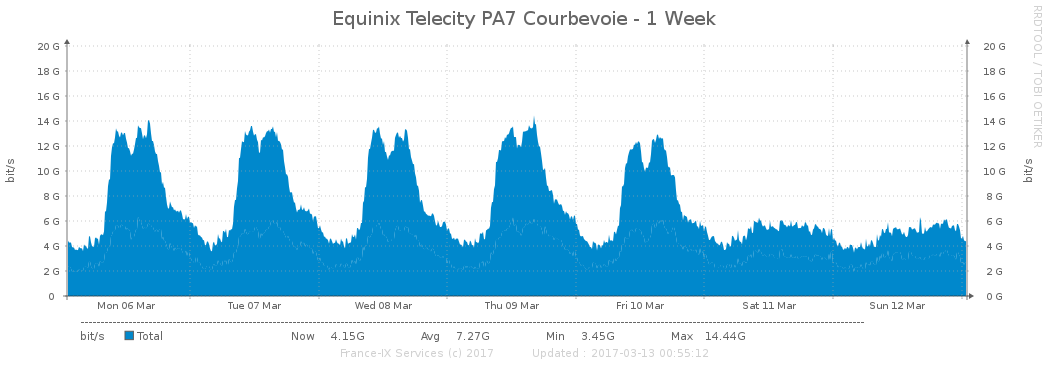 Equinix Telecity PA7 Courbevoie - 1 Week
RRDTOOL / TOBI OETIKER
bit/s
20 G
18 G
16 G
14 G
12 G
10 G
8 G
6 G
4 G
2 G
0
20 G
18 G
16 G
14 G
12 G
10 G
8 G
6 G
4 G
2 G
0 G
bit/s
Mon 06 Mar Tue 07 Mar Wed 08 Mar Thu 09 Mar Fri 10 Mar Sat 11 Mar Sun 12 Mar
bit/s Total Now 4.15G Avg 7.27G Min 3.45G Max 14.44G
France-IX Services (c) 2017 Updated : 2017-03-13 00:55:12